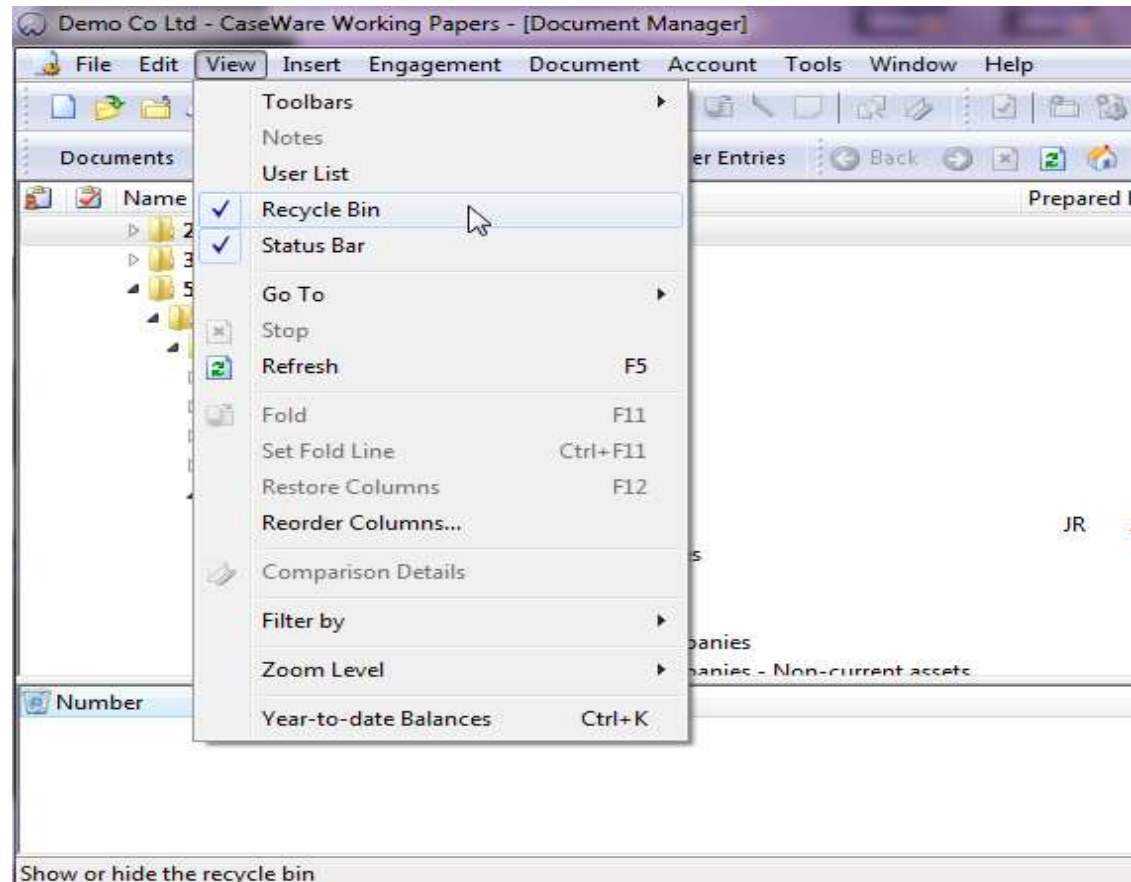 Demo Co Ltd - CaseWare Working Papers - [Document Manager]
File Edit View Insert Engagement Document Account Tools Window Help
Documents er Entries Back
Name Prepared
2
3
5
Toolbars
Notes
User List
Recycle Bin
Status Bar
Go To
Stop
Refresh F5
Fold F11
Set Fold Line Ctrl+F11
Restore Columns F12
Reorder Columns...
JR
s
Comparison Details
Filter by
panies
Zoom Level
panies - Non-current assets
Number
Year-to-date Balances Ctrl+K
Show or hide the recycle bin